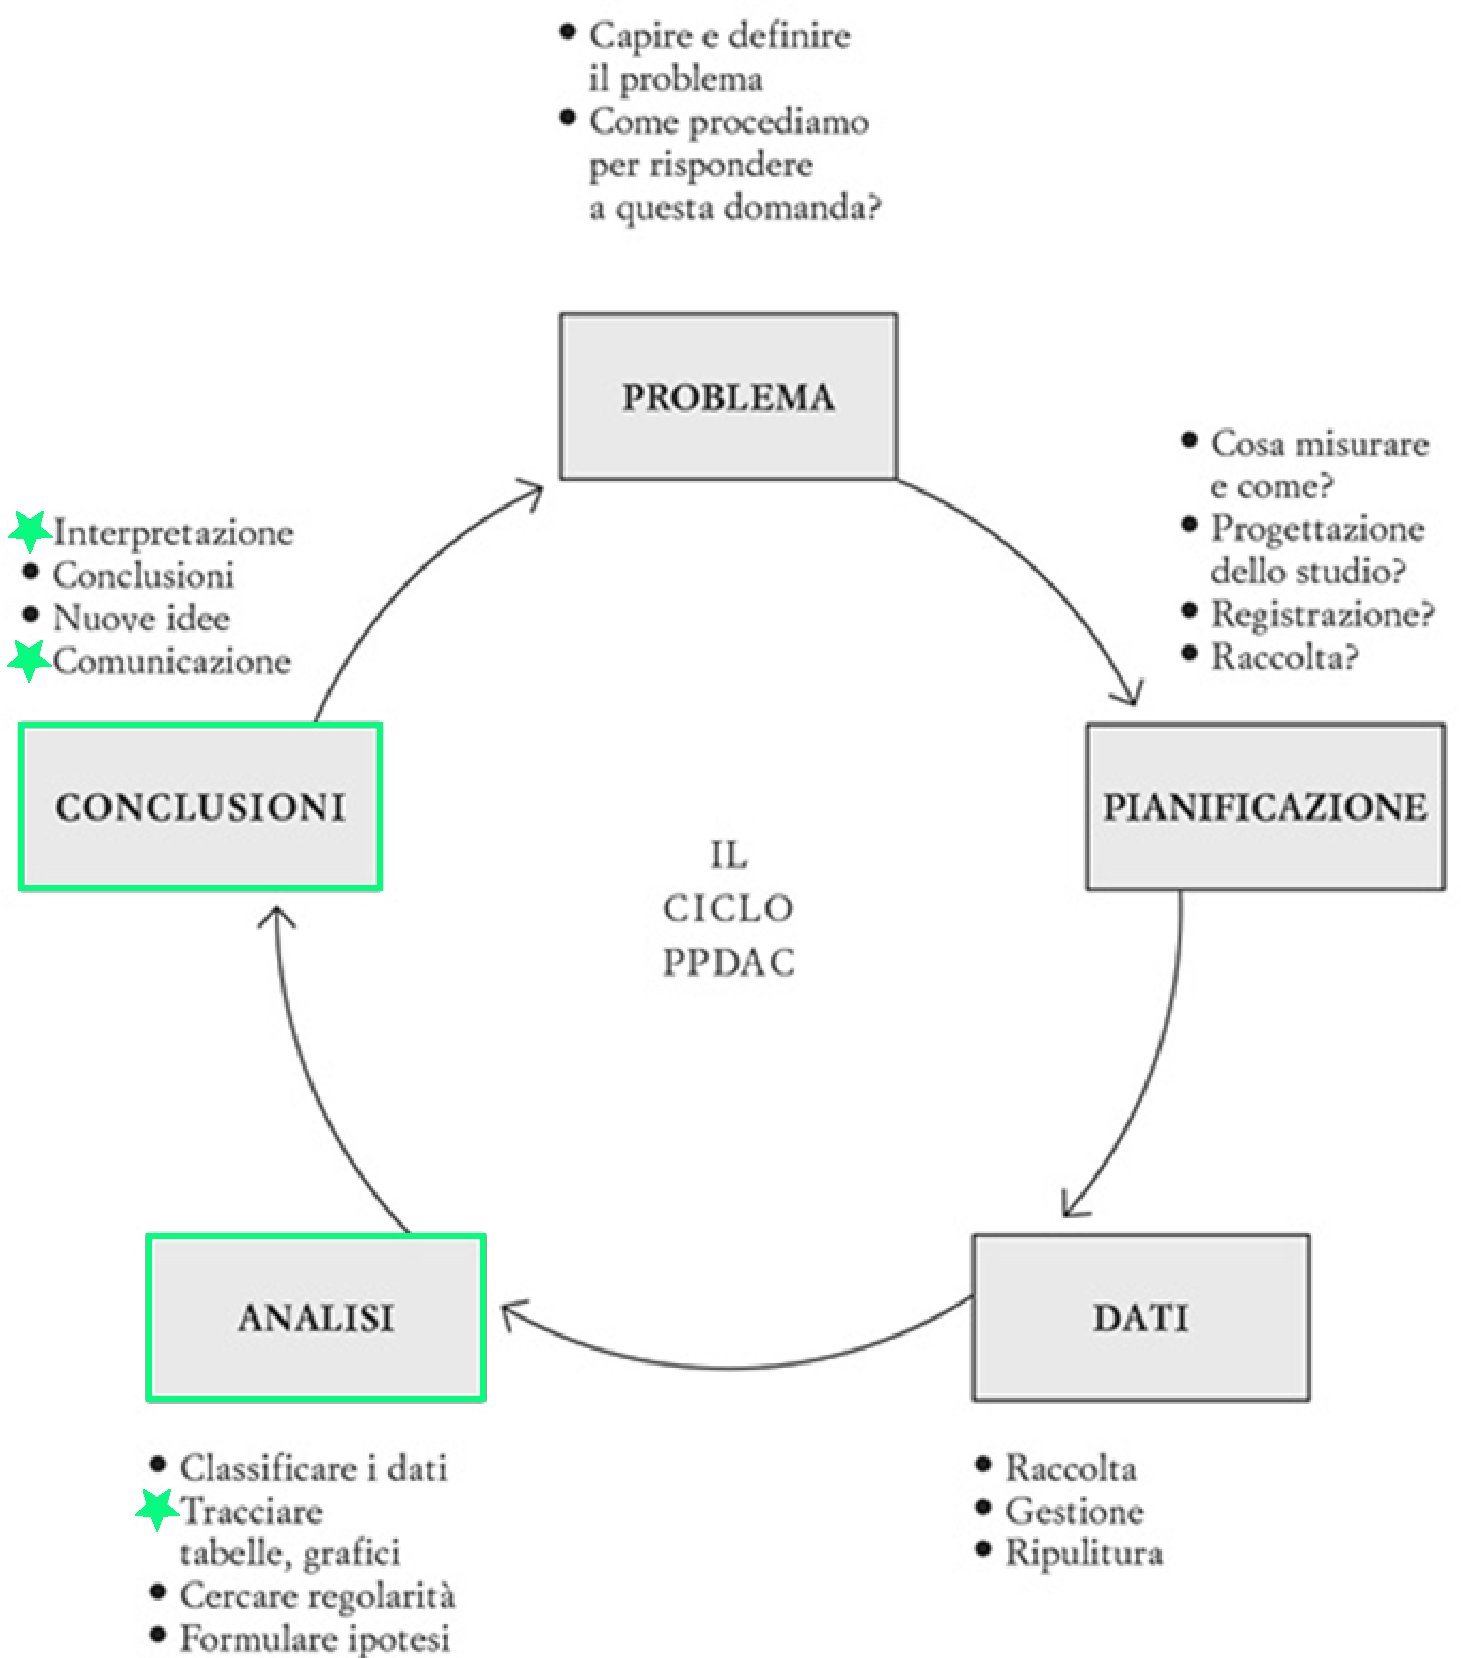 • Capire e definire
il problema
• Come procediamo
per rispondere
a questa domanda?
PROBLEMA
• Cosa misurare
e come?
• Progettazione
dello studio?
• Registrazione?
• Raccolta?
PIANIFICAZIONE
DATI
• Raccolta
• Gestione
• Ripulitura
ANALISI
• Classificare i dati
Tracciare
tabelle, grafici
• Cercare regolarità
• Formulare ipotesi
Interpretazione
• Conclusioni
• Nuove idee
Comunicazione
CONCLUSIONI
IL
CICLO
PPDAC